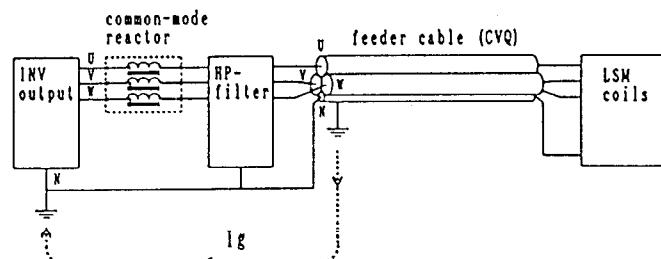 common-mode
reactor
feeder cable (CVQ)
INV
output
U
V
W
HP-
filter
U
V
W
N
LSM
coils
N
Ig